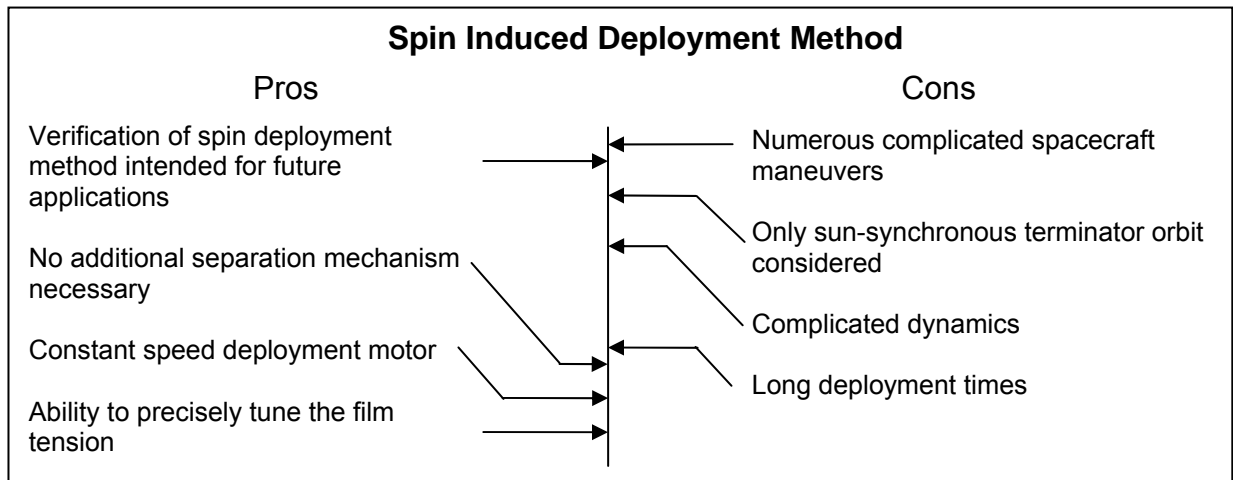 Spin Induced Deployment Method
Pros
Verification of spin deployment
method intended for future
applications
No additional separation mechanism
necessary
Constant speed deployment motor
Ability to precisely tune the film
tension
Cons
Numerous complicated spacecraft
maneuvers
Only sun-synchronous terminator orbit
considered
Complicated dynamics
Long deployment times